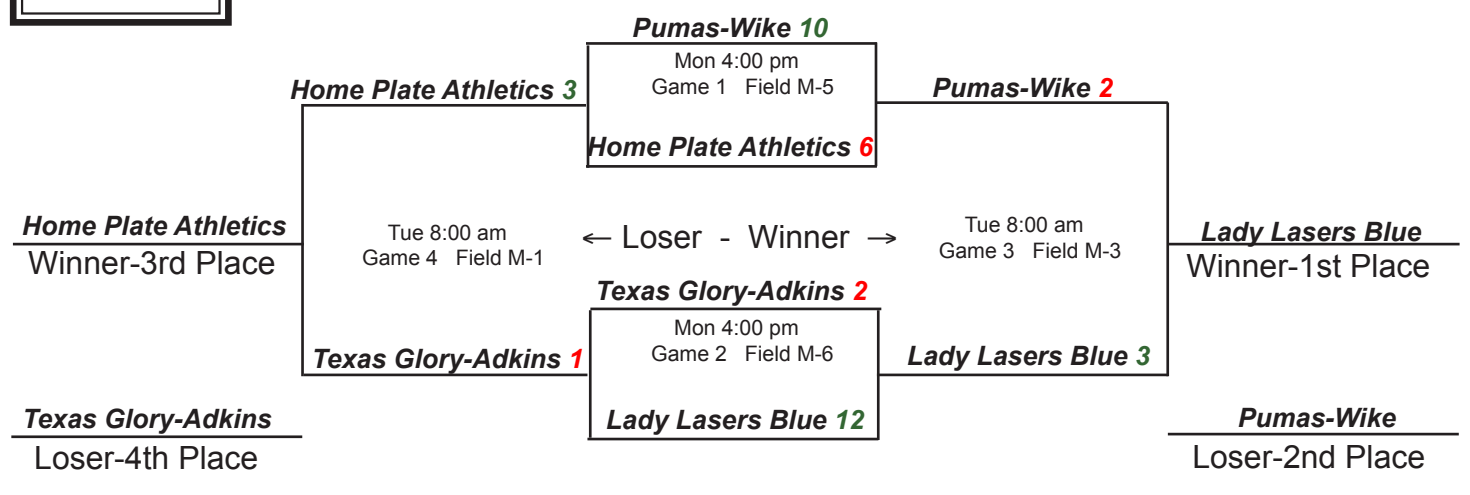 Pumas-Wike 10
Mon 4:00 pm
Game 1 Field M-5
Home Plate Athletics 3
Pumas-Wike 2
Home Plate Athletics 6
Home Plate Athletics
Winner-3rd Place
Tue 8:00 am
Game 4 Field M-1
← Loser - Winner →
Tue 8:00 am
Game 3 Field M-3
Lady Lasers Blue
Winner-1st Place
Texas Glory-Adkins 2
Mon 4:00 pm
Game 2 Field M-6
Texas Glory-Adkins 1
Lady Lasers Blue 3
Lady Lasers Blue 12
Texas Glory-Adkins
Loser-4th Place
Pumas-Wike
Loser-2nd Place